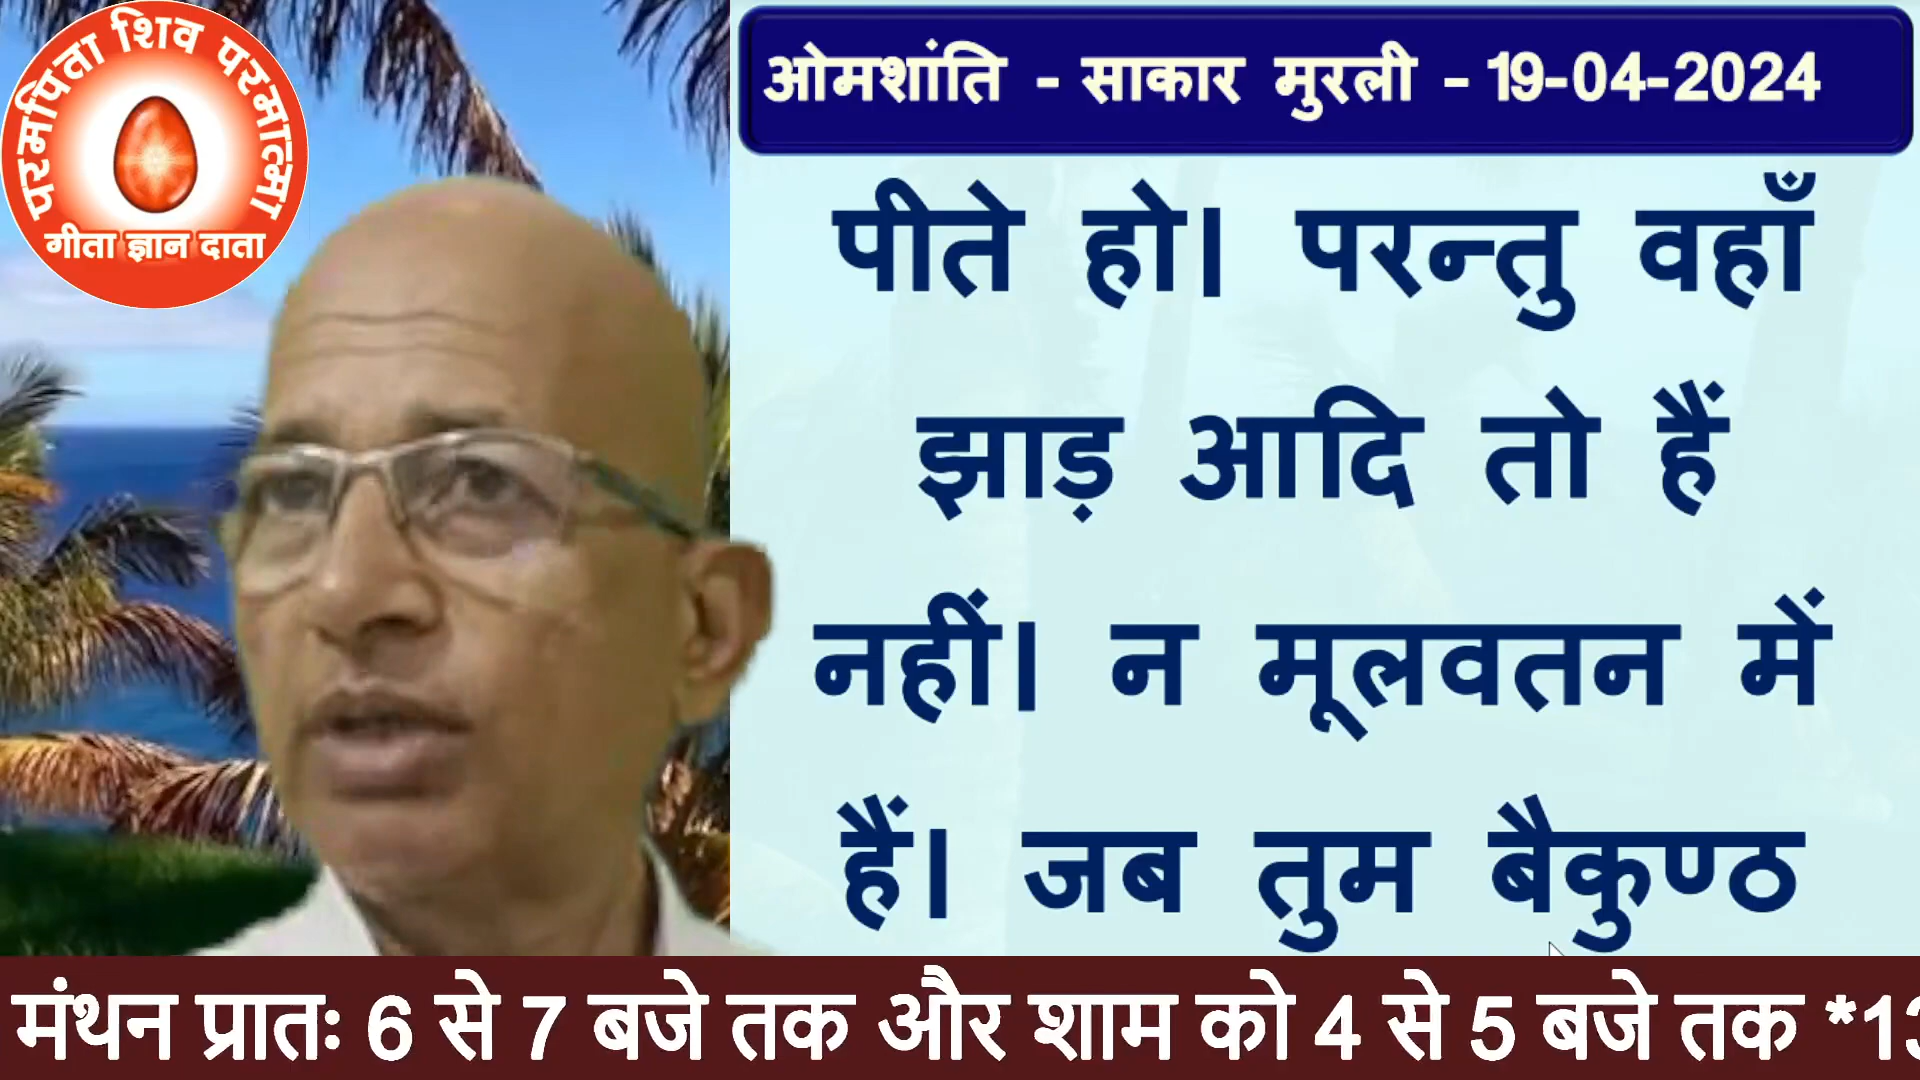 परमपिता शिव परमात्मा
गीता ज्ञान दाता
ओमशांति - साकार मुरली - 19-04-2024
पीते हो। परन्तु वहाँ
झाड़ आदि तो हैं
नहीं। न मूलवतन में
हैं। जब तुम बैकुण्ठ
मंथन प्रातः 6 से 7 बजे तक और शाम को 4 से 5 बजे तक *13